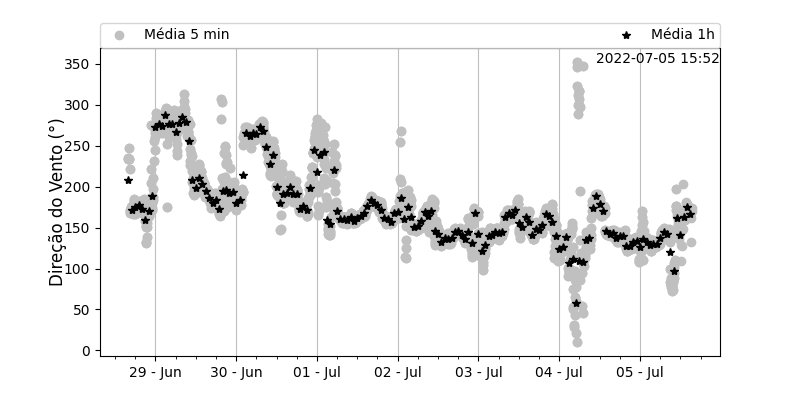 Média 5 min
Média 1h
2022-07-05 15:52
Direção do Vento (°)
350
300
250
200
150
100
50
0
29 - Jun
30 - Jun
01 - Jul
02 - Jul
03 - Jul
04 - Jul
05 - Jul